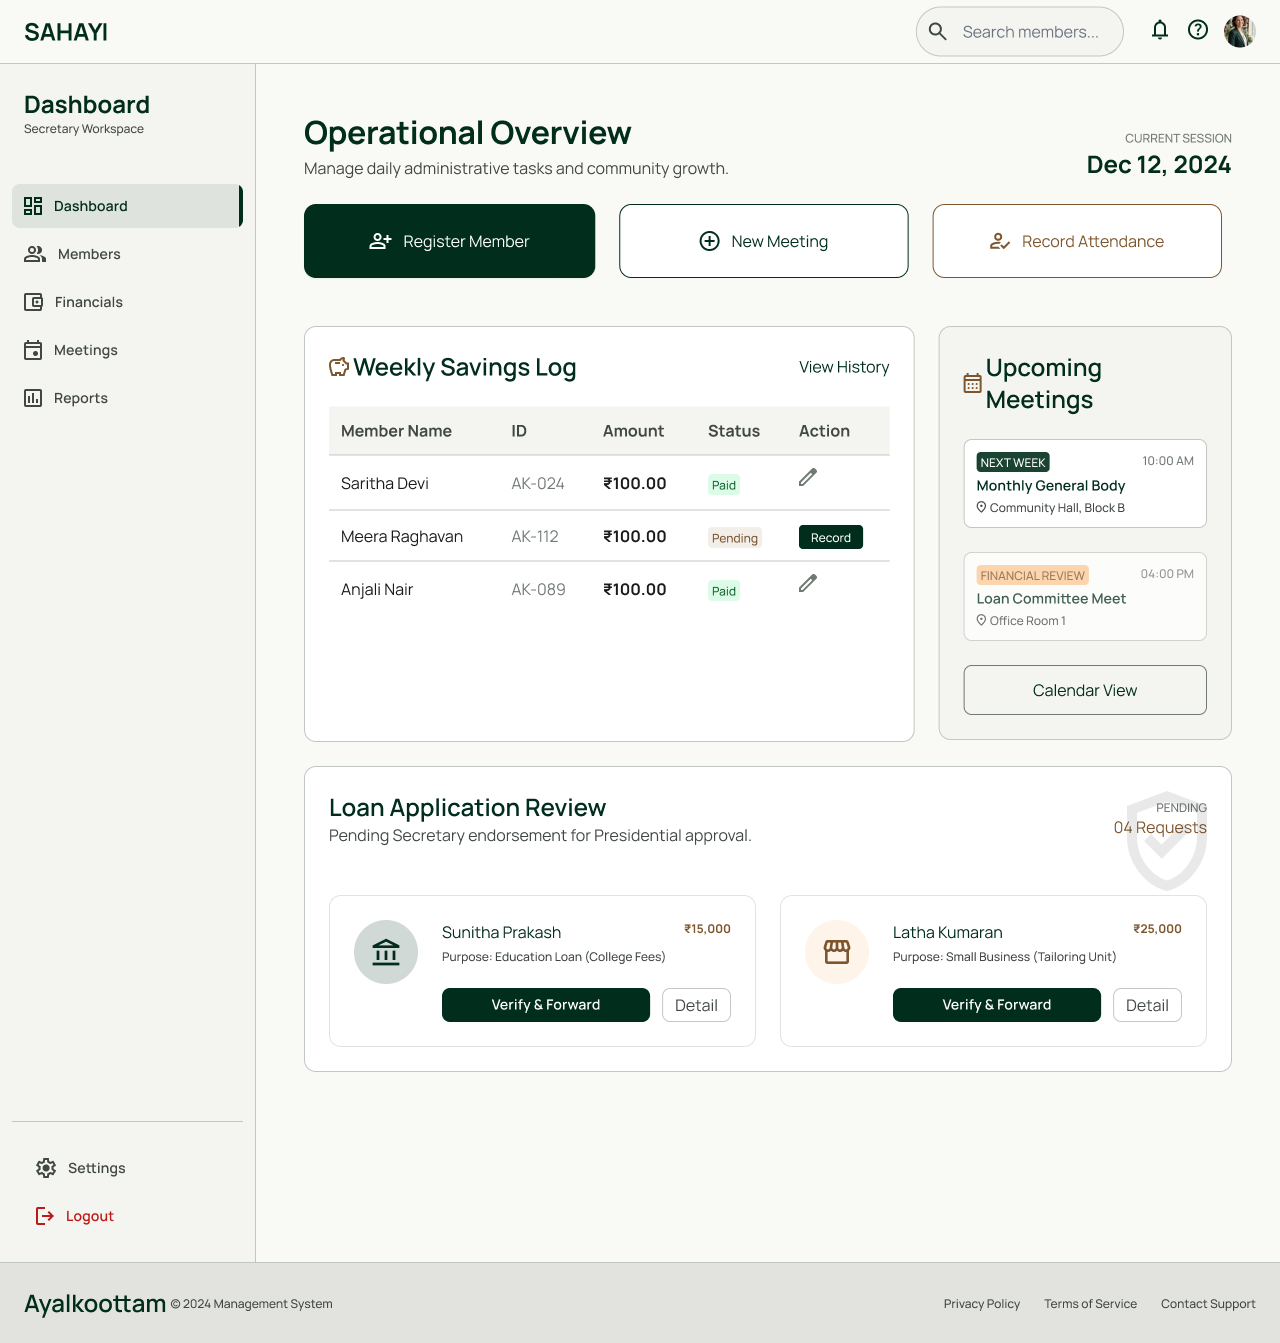 SAHAYI
Search members...
Dashboard
Secretary Workspace
Dashboard
Members
Financials
Meetings
Reports
Settings
Logout
Operational Overview
Manage daily administrative tasks and community growth.
CURRENT SESSION
Dec 12, 2024
Register Member
New Meeting
Record Attendance
Weekly Savings Log
View History
Member Name ID Amount Status Action
Saritha Devi AK-024 ₹100.00 Paid
Meera Raghavan AK-112 ₹100.00 Pending Record
Anjali Nair AK-089 ₹100.00 Paid
Upcoming
Meetings
NEXT WEEK 10:00 AM
Monthly General Body
Community Hall, Block B
FINANCIAL REVIEW 04:00 PM
Loan Committee Meet
Office Room 1
Calendar View
Loan Application Review
Pending Secretary endorsement for Presidential approval.
PENDING
04 Requests
Sunitha Prakash ₹15,000
Purpose: Education Loan (College Fees)
Verify & Forward Detail
Latha Kumaran ₹25,000
Purpose: Small Business (Tailoring Unit)
Verify & Forward Detail
Ayalkoottam © 2024 Management System
Privacy Policy Terms of Service Contact Support